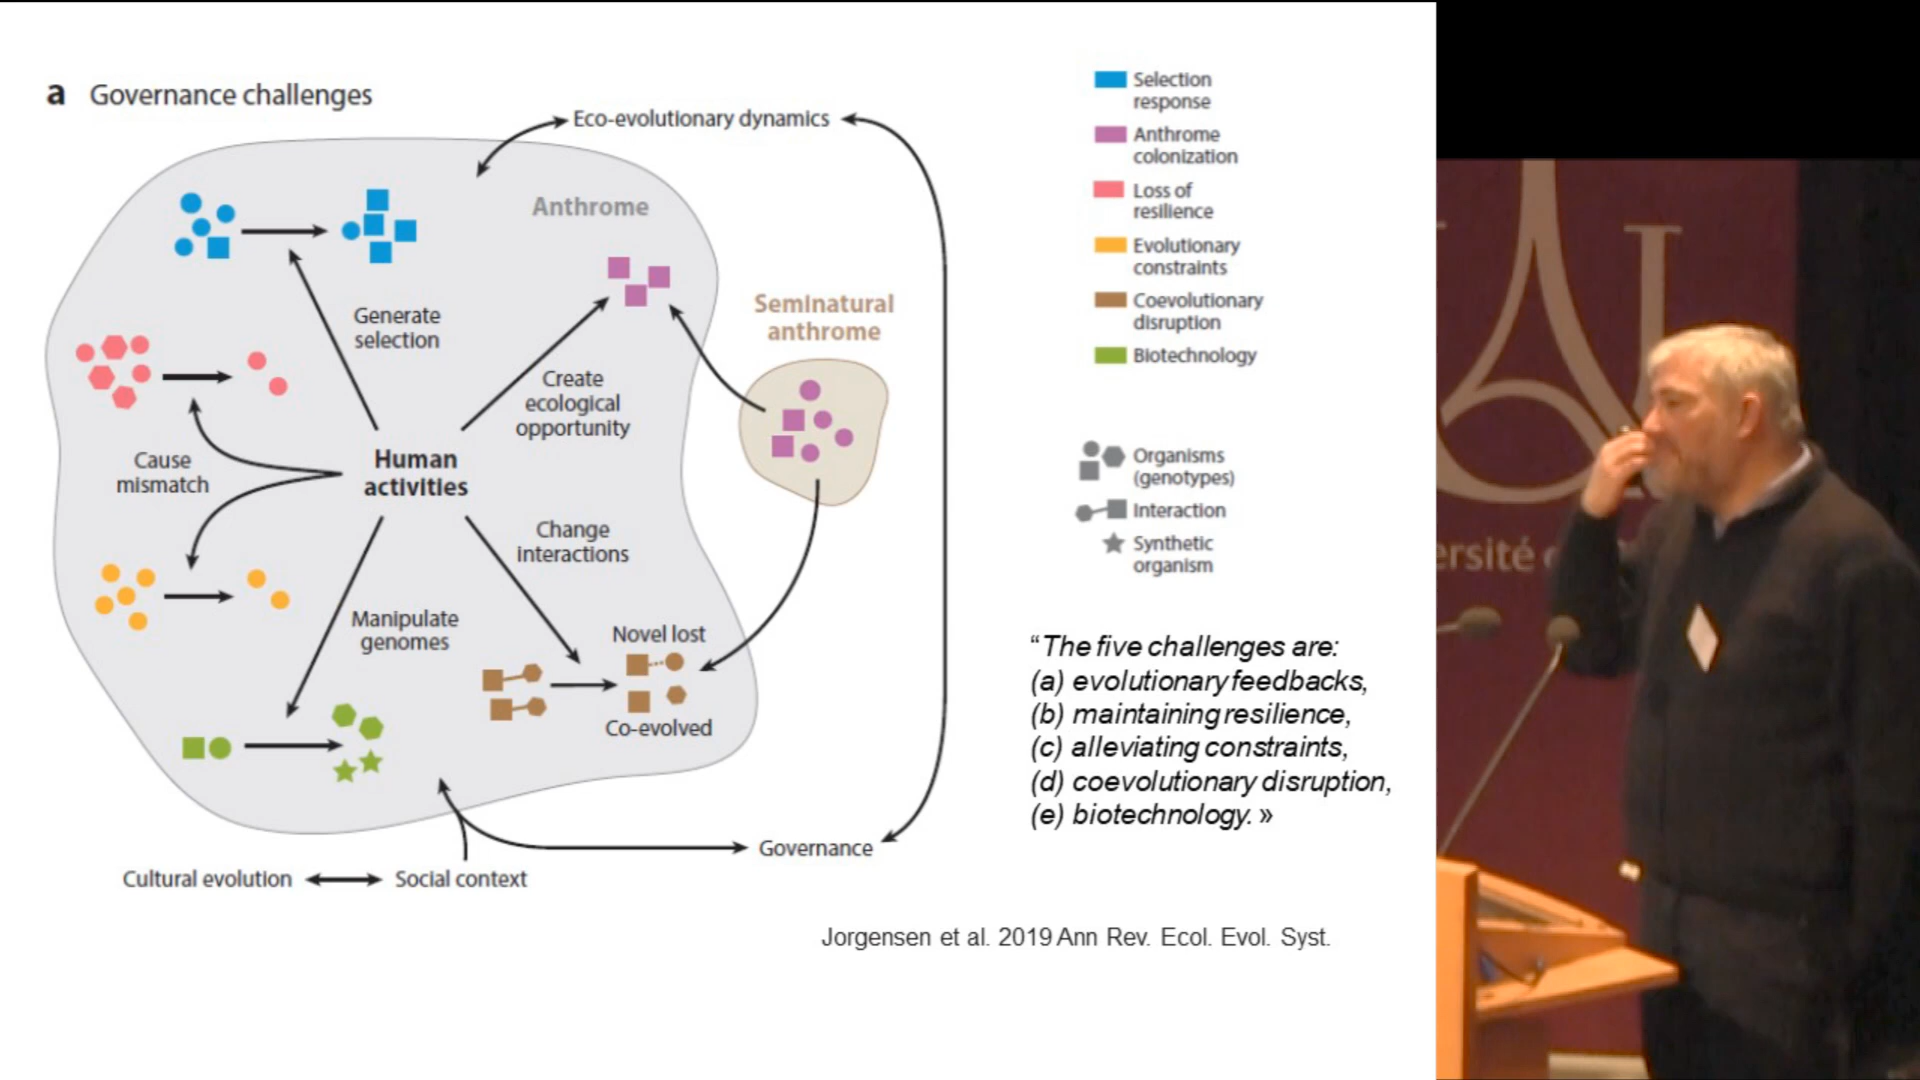 a Governance challenges
Eco-evolutionary dynamics
Anthrome
Generate
selection
Create
ecological
opportunity
Seminatural
anthrome
Cause
mismatch
Human
activities
Change
interactions
Manipulate
genomes
Novel lost
Co-evolved
Governance
Cultural evolution
Social context
Selection
response
Anthrome
colonization
Loss of
resilience
Evolutionary
constraints
Coevolutionary
disruption
Biotechnology
Organisms
(genotypes)
Interaction
Synthetic
organism
“The five challenges are:
(a) evolutionary feedbacks,
(b) maintaining resilience,
(c) alleviating constraints,
(d) coevolutionary disruption,
(e) biotechnology. »
Jorgensen et al. 2019 Ann Rev. Ecol. Evol. Syst.